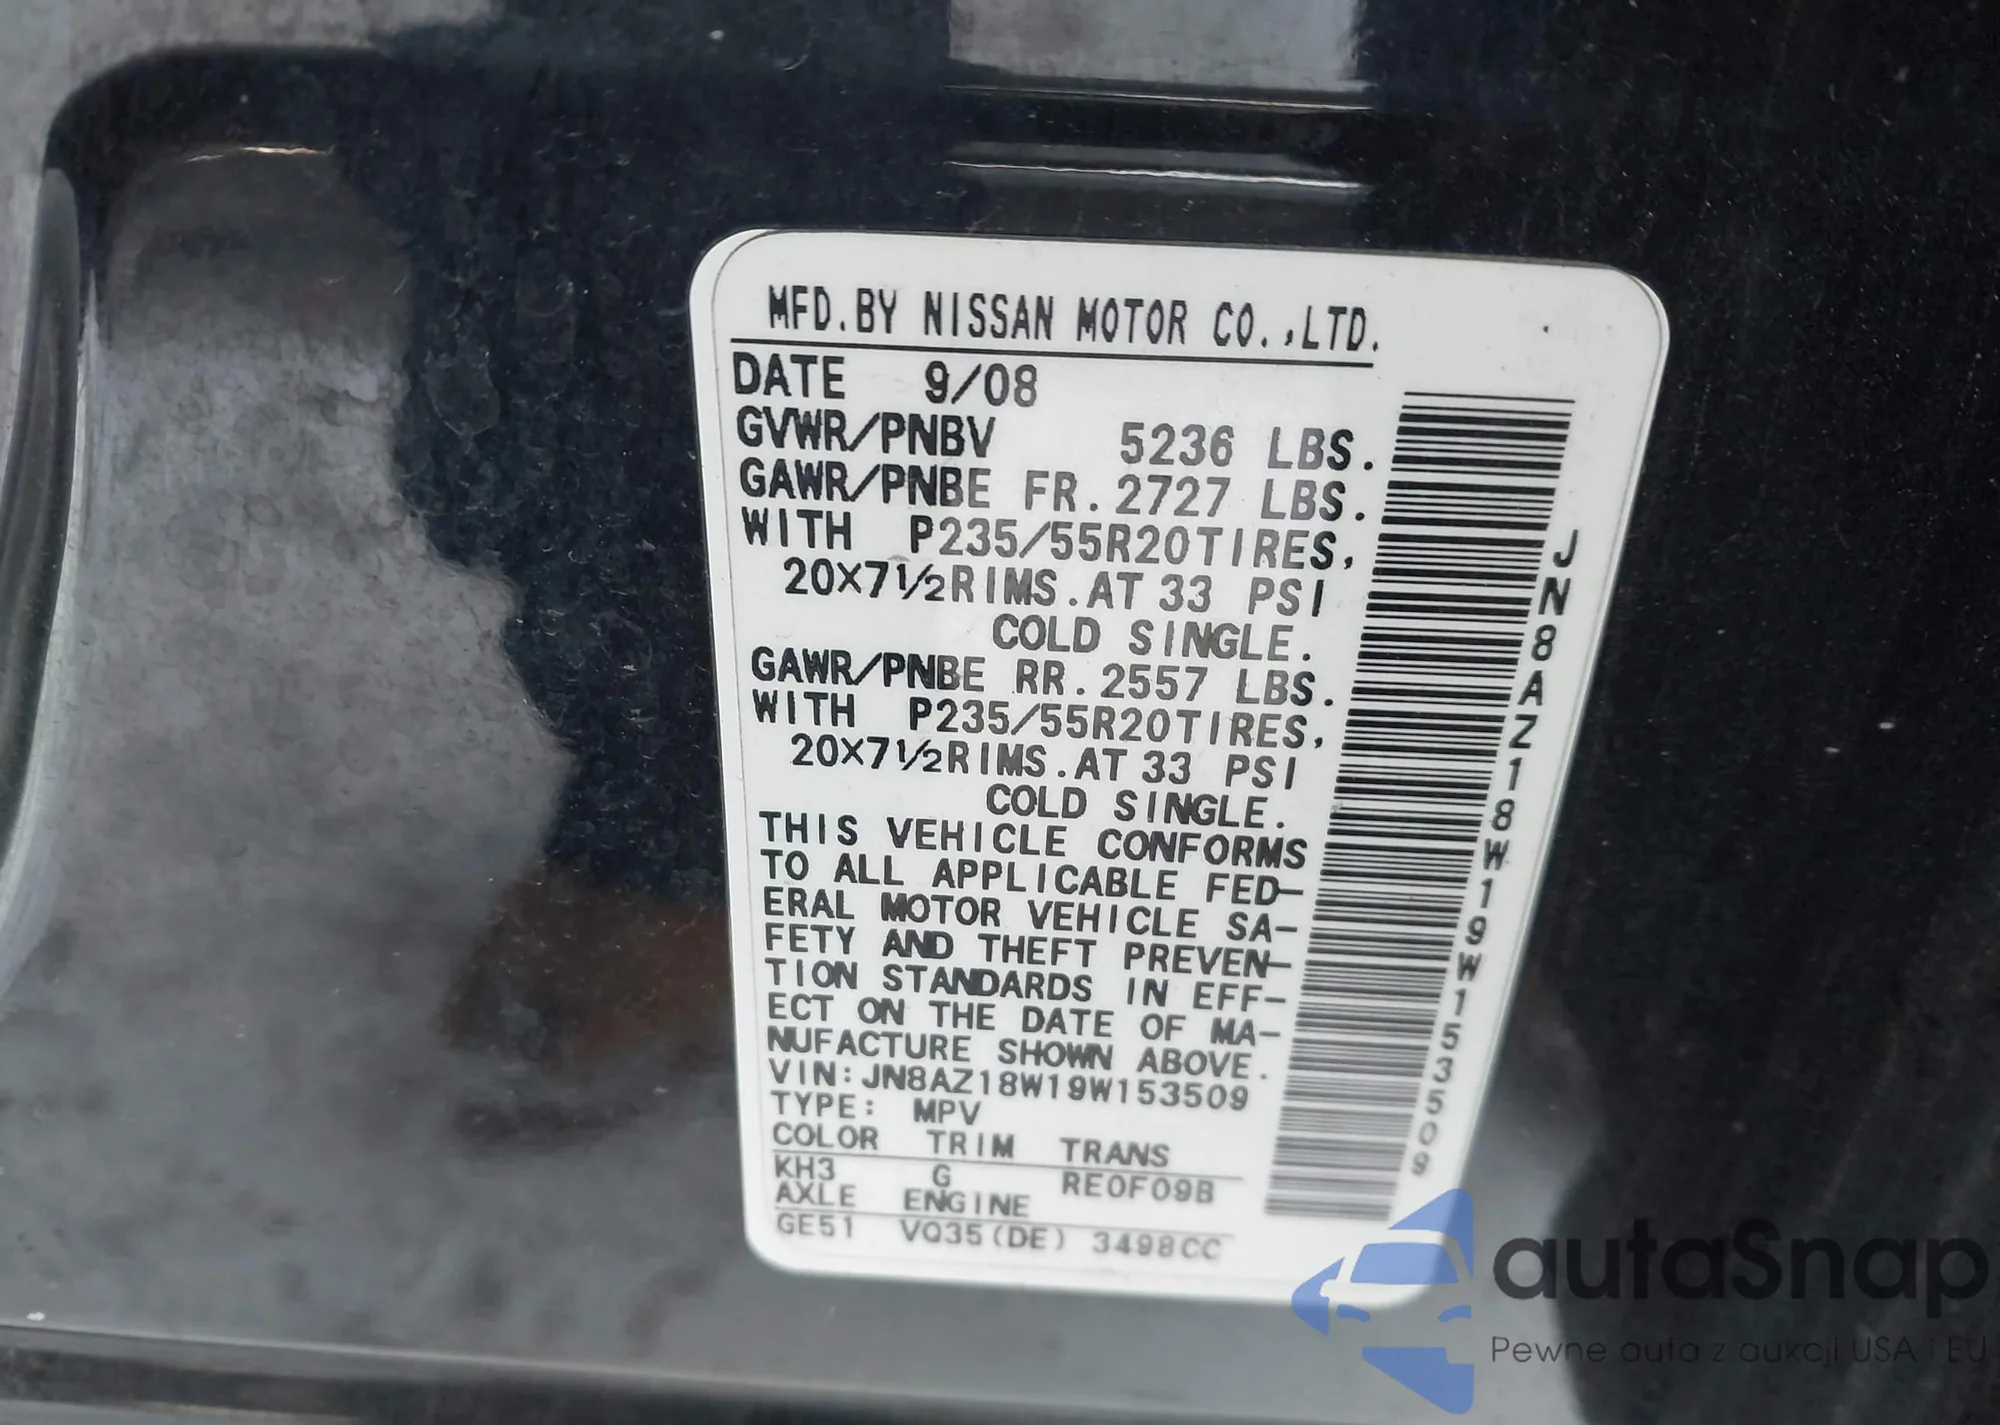 MFD.BY NISSAN MOTOR CO.,LTD.
DATE 9/08
GVWR/PNBV 5236 LBS.
GAWR/PNBE FR.2727 LBS.
WITH P235/55R20TIRES,
20X7½RIMS.AT 33 PSI
COLD SINGLE.
GAWR/PNBE RR.2557 LBS.
WITH P235/55R20TIRES,
20X7½RIMS.AT 33 PSI
COLD SINGLE.
THIS VEHICLE CONFORMS
TO ALL APPLICABLE FED-
ERAL MOTOR VEHICLE SA-
FETY AND THEFT PREVEN-
TION STANDARDS IN EFF-
ECT ON THE DATE OF MA-
NUFACTURE SHOWN ABOVE.
VIN:JN8AZ18W19W153509
TYPE: MPV
COLOR TRIM TRANS
KH3 G RE0F09B
AXLE ENGINE
GE51 VQ35(DE) 3498CC
JN8AZ18W19W153509
autaSnap
Pewne auta z aukcji USA i EU